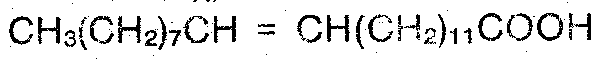 CH₃(CH₂)₇CH = CH(CH₂)₁₁COOH